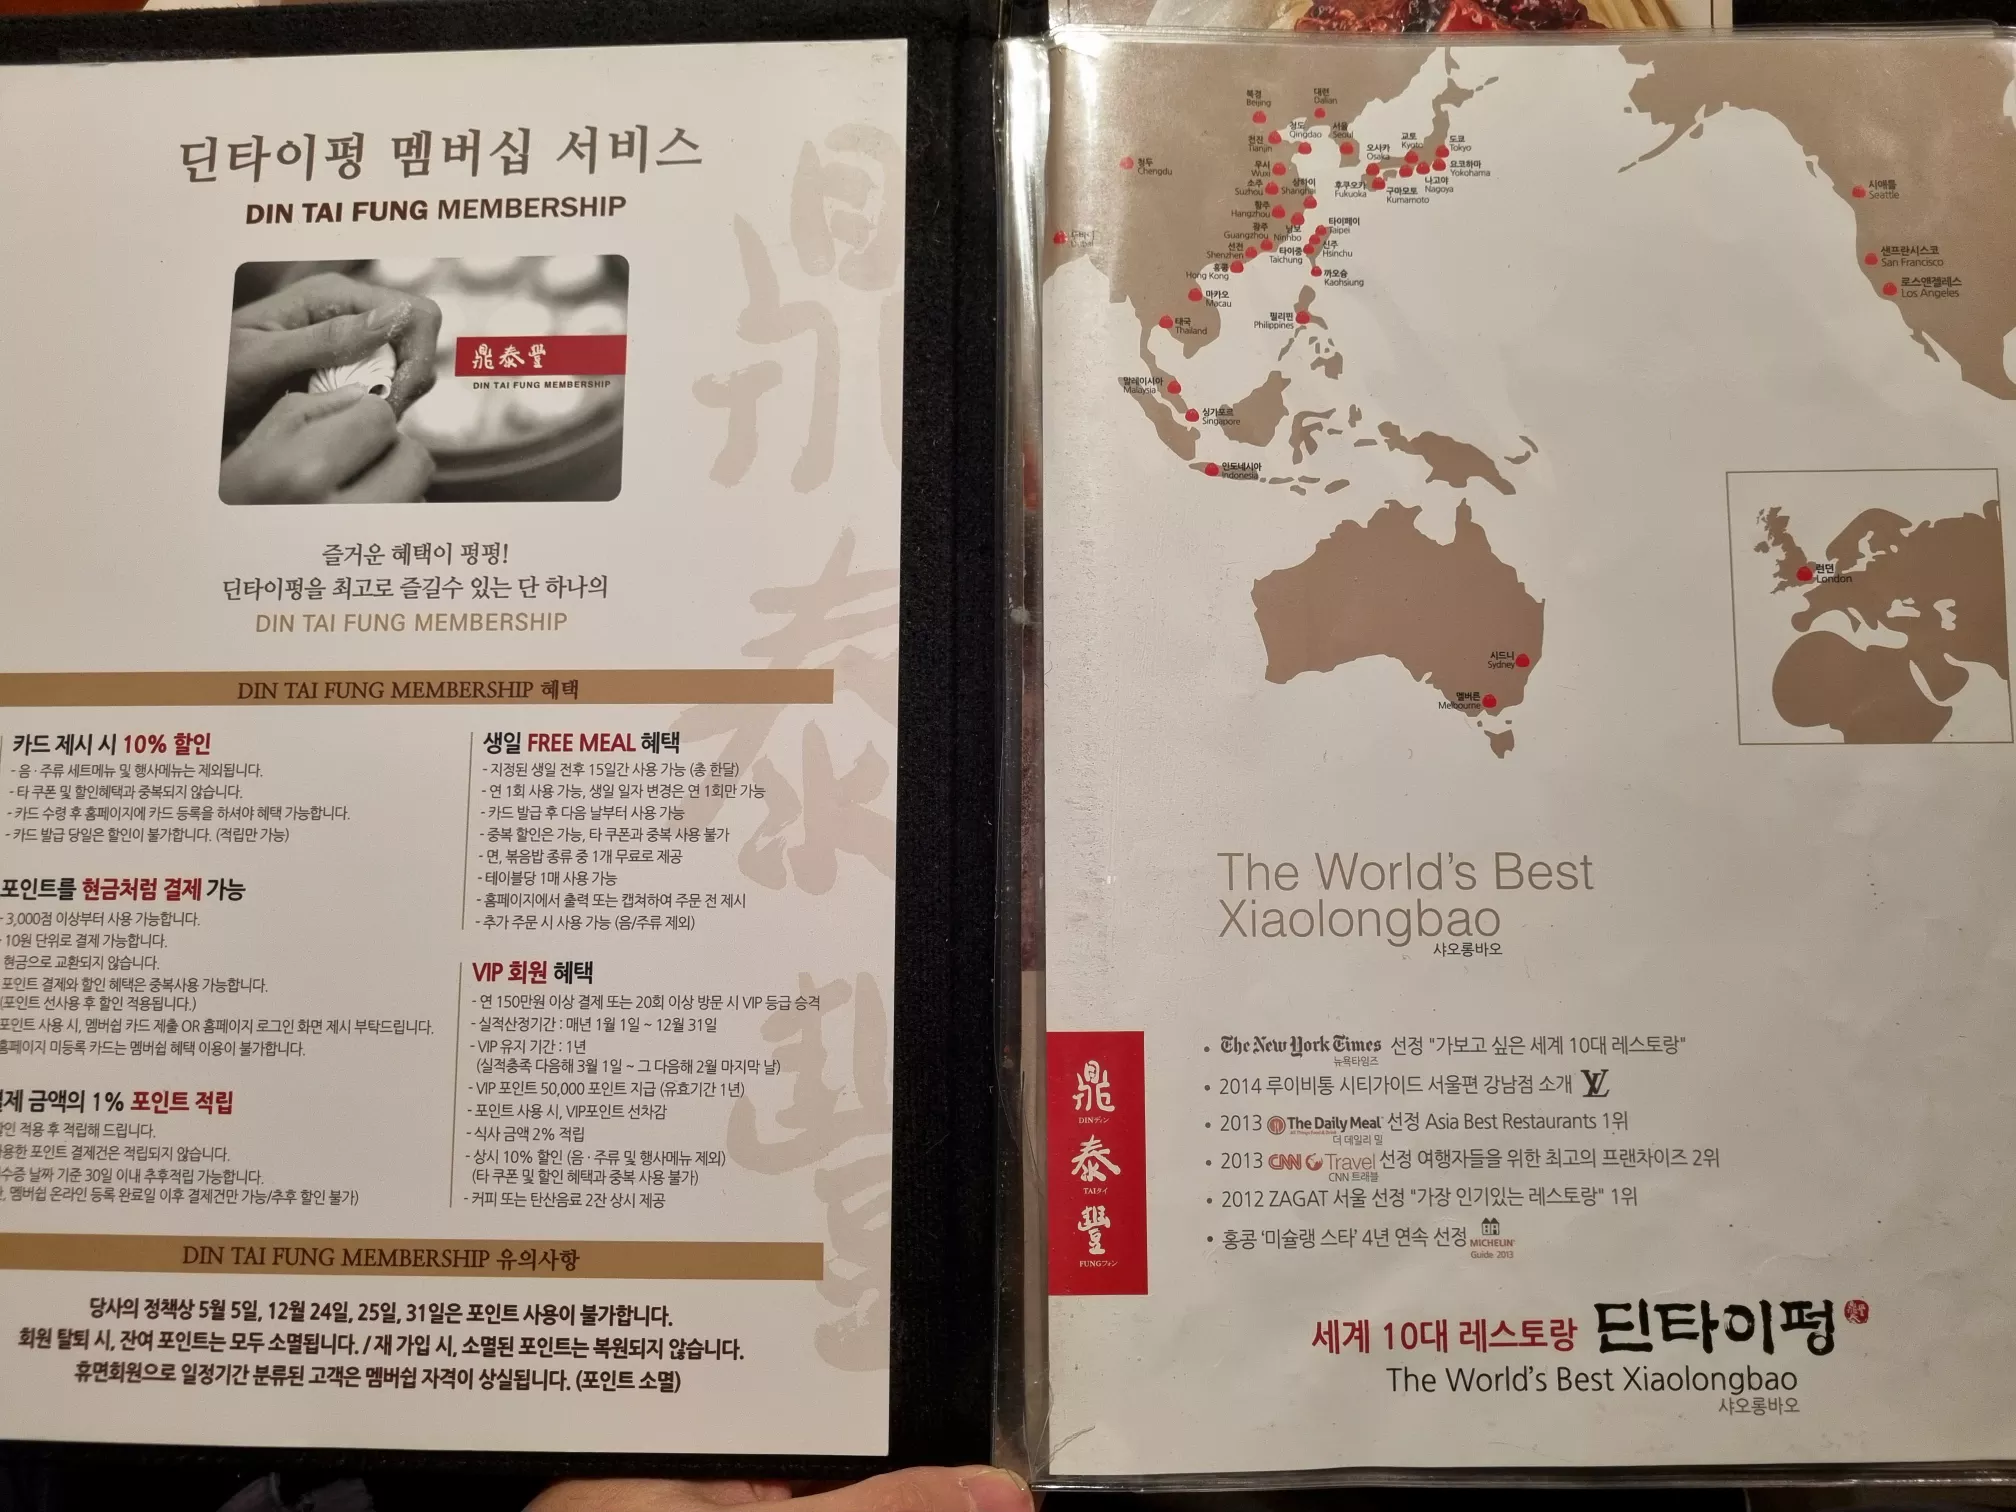 딘타이펑 멤버십 서비스
DIN TAI FUNG MEMBERSHIP
鼎泰豐
DIN TAI FUNG MEMBERSHIP
즐거운 혜택이 펑펑!
딘타이펑을 최고로 즐길수 있는 단 하나의
DIN TAI FUNG MEMBERSHIP
DIN TAI FUNG MEMBERSHIP 혜택
카드 제시 시 10% 할인
- 음·주류 세트메뉴 및 행사메뉴는 제외됩니다.
- 타 쿠폰 및 할인혜택과 중복되지 않습니다.
- 카드 수령 후 홈페이지에 카드 등록을 하셔야 혜택 가능합니다.
- 카드 발급 당일은 할인이 불가합니다. (적립만 가능)
포인트를 현금처럼 결제 가능
- 3,000점 이상부터 사용 가능합니다.
- 10원 단위로 결제 가능합니다.
현금으로 교환되지 않습니다.
포인트 결제와 할인 혜택은 중복사용 가능합니다.
(포인트 선사용 후 할인 적용됩니다.)
포인트 사용 시, 멤버쉽 카드 제출 OR 홈페이지 로그인 화면 제시 부탁드립니다.
홈페이지 미등록 카드는 멤버쉽 혜택 이용이 불가합니다.
금액의 1% 포인트 적립
적용 후 적립해 드립니다.
포인트 결제건은 적립되지 않습니다.
날짜 기준 30일 이내 추후적립 가능합니다.
멤버쉽 온라인 등록 완료일 이후 결제건만 가능/추후 할인 불가)
생일 FREE MEAL 혜택
- 지정된 생일 전후 15일간 사용 가능 (총 한달)
- 연 1회 사용 가능, 생일 일자 변경은 연 1회만 가능
- 카드 발급 후 다음 날부터 사용 가능
- 중복 할인은 가능, 타 쿠폰과 중복 사용 불가
- 면, 볶음밥 종류 중 1개 무료로 제공
- 테이블당 1매 사용 가능
- 홈페이지에서 출력 또는 캡쳐하여 주문 전 제시
- 추가 주문 시 사용 가능 (음/주류 제외)
VIP 회원 혜택
- 연 150만원 이상 결제 또는 20회 이상 방문 시 VIP 등급 승격
- 실적산정기간 : 매년 1월 1일 ~ 12월 31일
- VIP 유지 기간 : 1년
(실적충족 다음해 3월 1일 ~ 그 다음해 2월 마지막 날)
- VIP 포인트 50,000 포인트 지급 (유효기간 1년)
- 포인트 사용 시, VIP포인트 선차감
- 식사 금액 2% 적립
- 상시 10% 할인 (음·주류 및 행사메뉴 제외)
(타 쿠폰 및 할인 혜택과 중복 사용 불가)
- 커피 또는 탄산음료 2잔 상시 제공
DIN TAI FUNG MEMBERSHIP 유의사항
당사의 정책상 5월 5일, 12월 24일, 25일, 31일은 포인트 사용이 불가합니다.
회원 탈퇴 시, 잔여 포인트는 모두 소멸됩니다. / 재 가입 시, 소멸된 포인트는 복원되지 않습니다.
휴면회원으로 일정기간 분류된 고객은 멤버쉽 자격이 상실됩니다. (포인트 소멸)
鼎泰豐
북경
Beijing
대련
Dalian
청도
Qingdao
서울
Seoul
천진
Tianjin
청두
Chengdu
우시
Wuxi
소주
Suzhou
상하이
Shanghai
항주
Hangzhou
광주
Guangzhou
닝보
Ninhbo
선전
Shenzhen
홍콩
Hong Kong
마카오
Macau
타이페이
Taipei
신주
Hsinchu
타이중
Taichung
까오슝
Kaohsiung
오사카
Osaka
교토
Kyoto
도쿄
Tokyo
요코하마
Yokohama
나고야
Nagoya
후쿠오카
Fukuoka
구마모토
Kumamoto
태국
Thailand
필리핀
Philippines
말레이시아
Malaysia
싱가포르
Singapore
인도네시아
Indonesia
시애틀
Seattle
샌프란시스코
San Francisco
로스앤젤레스
Los Angeles
런던
London
시드니
Sydney
멜버른
Melbourne
The World's Best
Xiaolongbao
샤오롱바오
• The New York Times 선정 "가보고 싶은 세계 10대 레스토랑"
뉴욕타임즈
• 2014 루이비통 시티가이드 서울편 강남점 소개 LV
• 2013 The Daily Meal 선정 Asia Best Restaurants 1위
더 데일리 밀
• 2013 CNN Travel 선정 여행자들을 위한 최고의 프랜차이즈 2위
CNN 트래블
• 2012 ZAGAT 서울 선정 "가장 인기있는 레스토랑" 1위
• 홍콩 '미슐랭 스타' 4년 연속 선정 MICHELIN
Guide 2013
鼎
DINディン
泰
TAIタイ
豐
FUNGフォン
세계 10대 레스토랑 딘타이펑
The World's Best Xiaolongbao
샤오롱바오